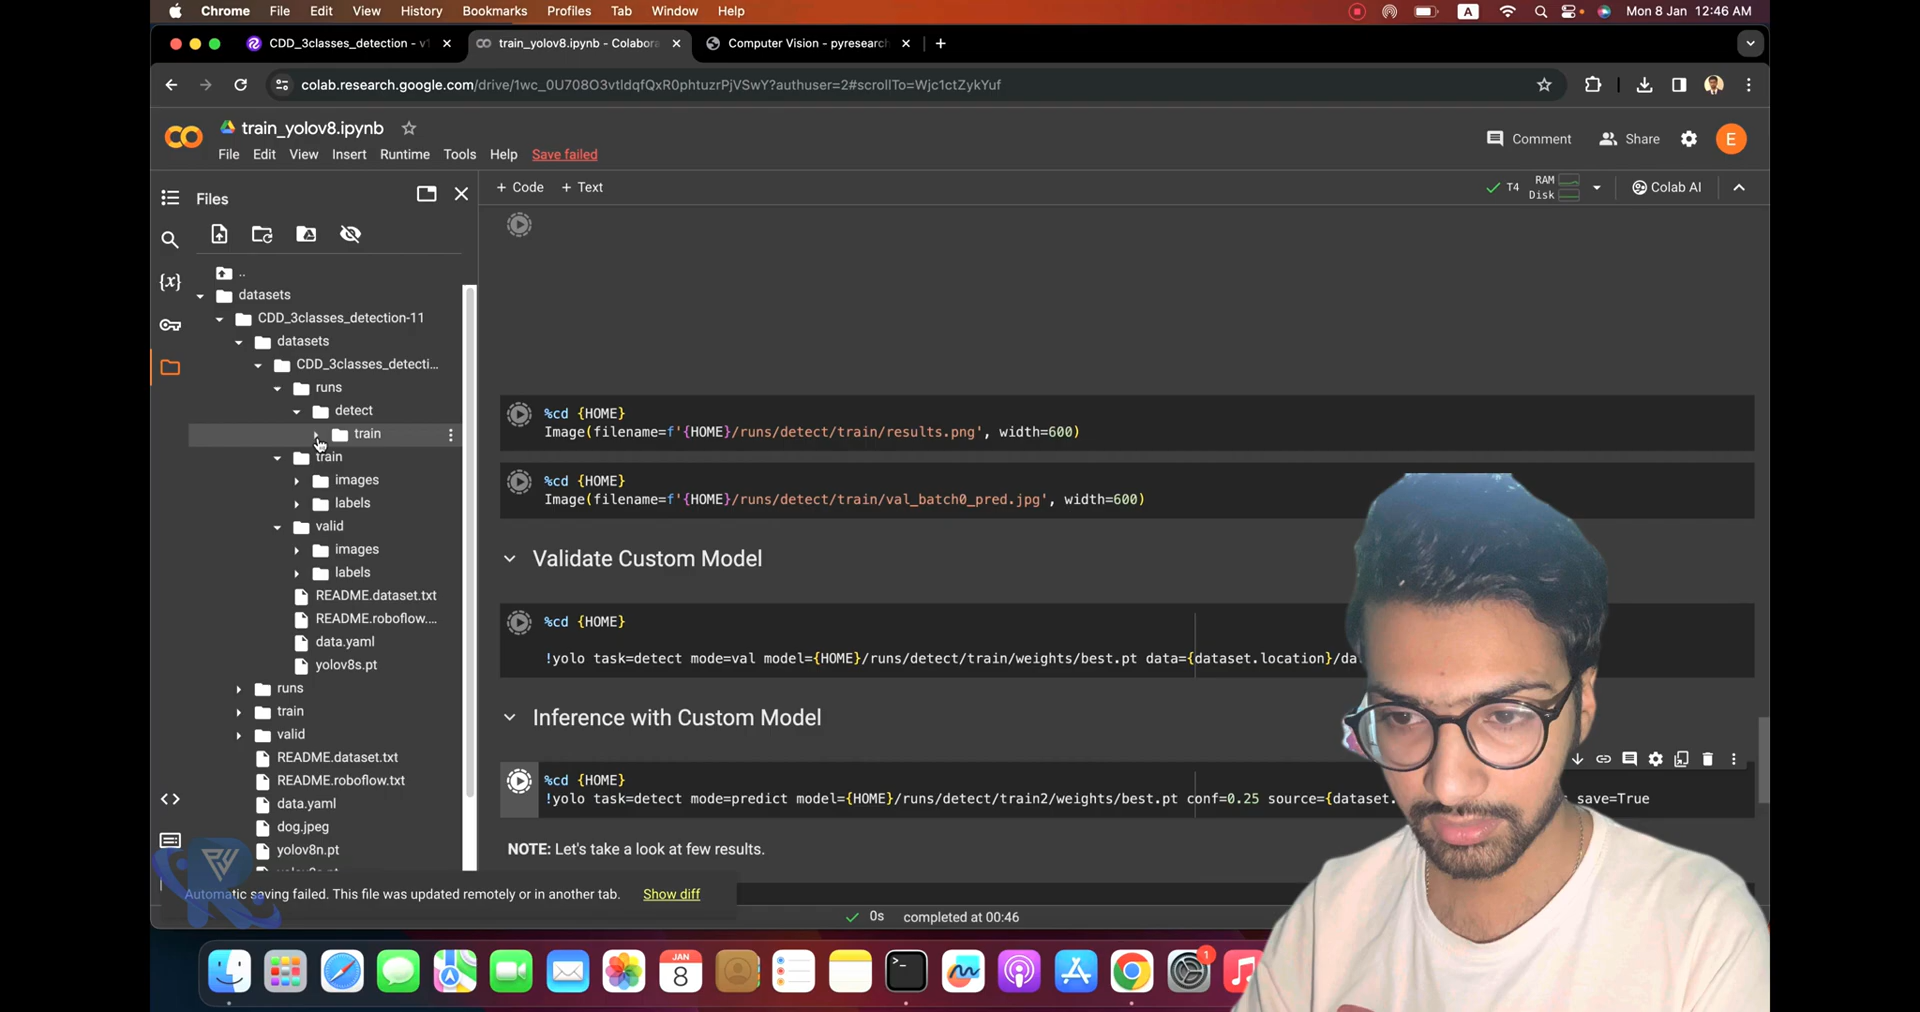 Chrome File Edit View History Bookmarks Profiles Tab Window Help A Mon 8 Jan 12:46 AM
CDD_3classes_detection - v1 train_yolov8.ipynb - Colabora Computer Vision - pyresearch
colab.research.google.com/drive/1wc_0U708O3vtIdqfQxR0phtuzrPjVSwY?authuser=2#scrollTo=Wjc1ctZykYuf
train_yolov8.ipynb
Comment Share E
File Edit View Insert Runtime Tools Help Save failed
Files
+ Code + Text
T4 RAM Disk Colab AI
{x}
..
datasets
CDD_3classes_detection-11
datasets
CDD_3classes_detecti...
runs
detect
train
train
images
labels
valid
images
labels
README.dataset.txt
README.roboflow....
data.yaml
yolov8s.pt
runs
train
valid
README.dataset.txt
README.roboflow.txt
data.yaml
dog.jpeg
yolov8n.pt
%cd {HOME}
Image(filename=f'{HOME}/runs/detect/train/results.png', width=600)
%cd {HOME}
Image(filename=f'{HOME}/runs/detect/train/val_batch0_pred.jpg', width=600)
Validate Custom Model
%cd {HOME}
!yolo task=detect mode=val model={HOME}/runs/detect/train/weights/best.pt data={dataset.location}/da
Inference with Custom Model
%cd {HOME}
!yolo task=detect mode=predict model={HOME}/runs/detect/train2/weights/best.pt conf=0.25 source={dataset. save=True
NOTE: Let's take a look at few results.
Automatic saving failed. This file was updated remotely or in another tab. Show diff
0s completed at 00:46
JAN
8
1